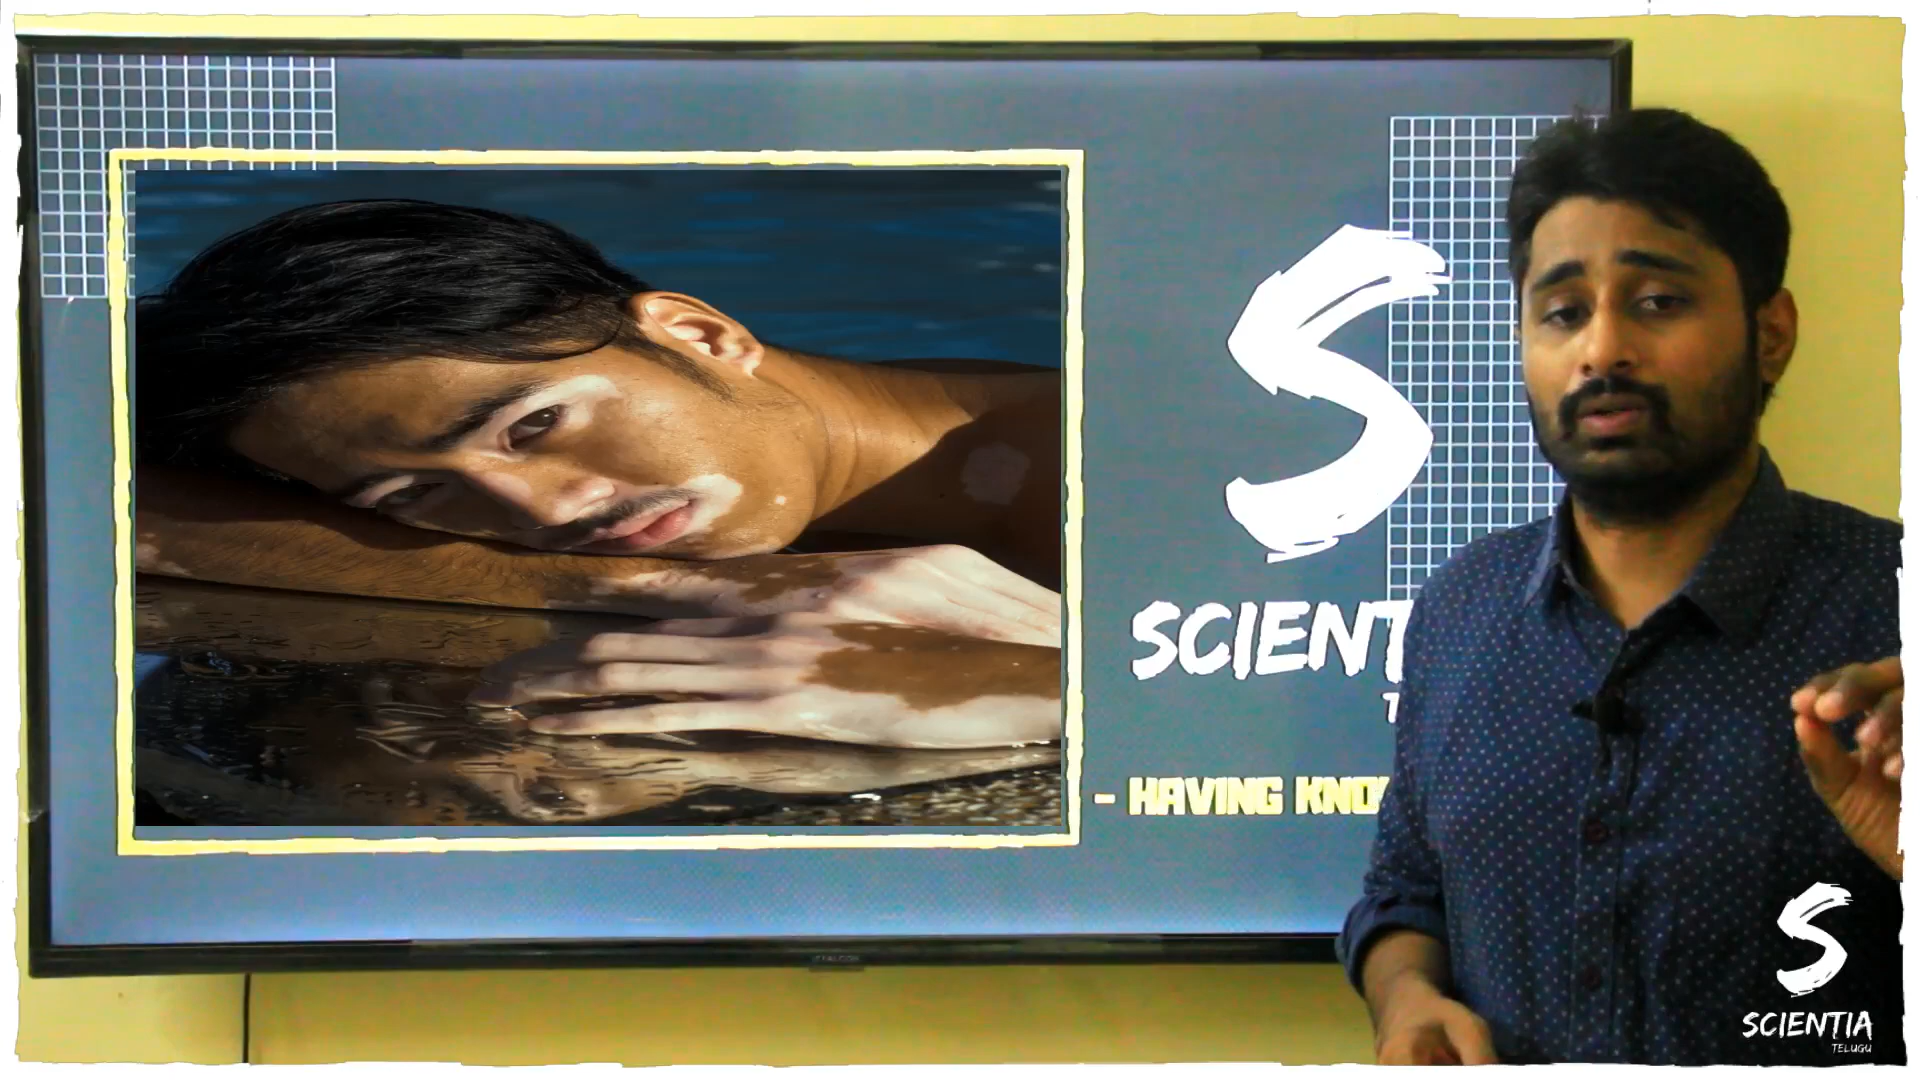 S
SCIENT
T
- HAVING KNO
S
SCIENTIA
TELUGU